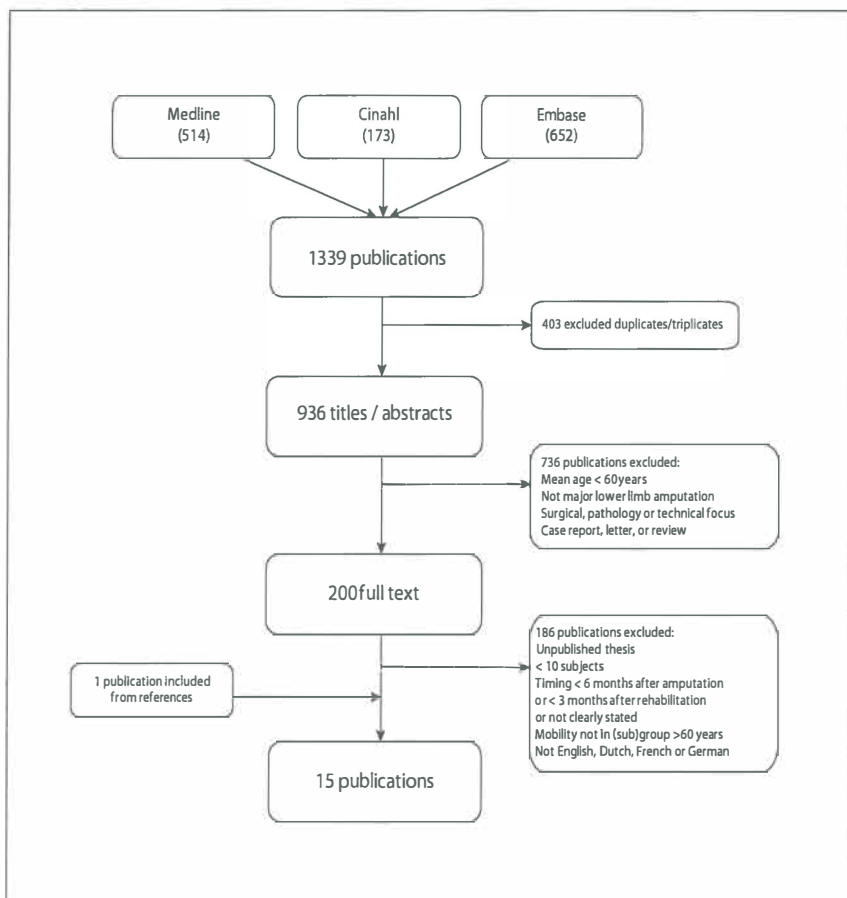 Medline
(514)
Cinahl
(173)
Embase
(652)
1339 publications
403 excluded duplicates/triplicates
936 titles / abstracts
736 publications excluded:
Mean age < 60 years
Not major lower limb amputation
Surgical, pathology or technical focus
Case report, letter, or review
200 full text
186 publications excluded:
Unpublished thesis
< 10 subjects
Timing < 6 months after amputation
or < 3 months after rehabilitation
or not clearly stated
Mobility not in (sub)group >60 years
Not English, Dutch, French or German
1 publication included
from references
15 publications